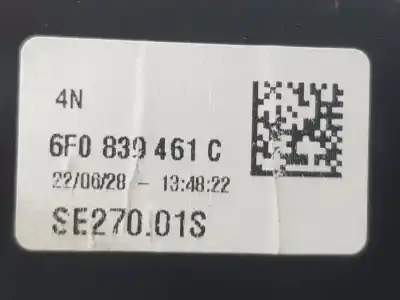 4N
6F0 839 461 C
22/06/28 - 13:48:22
SE270.01S